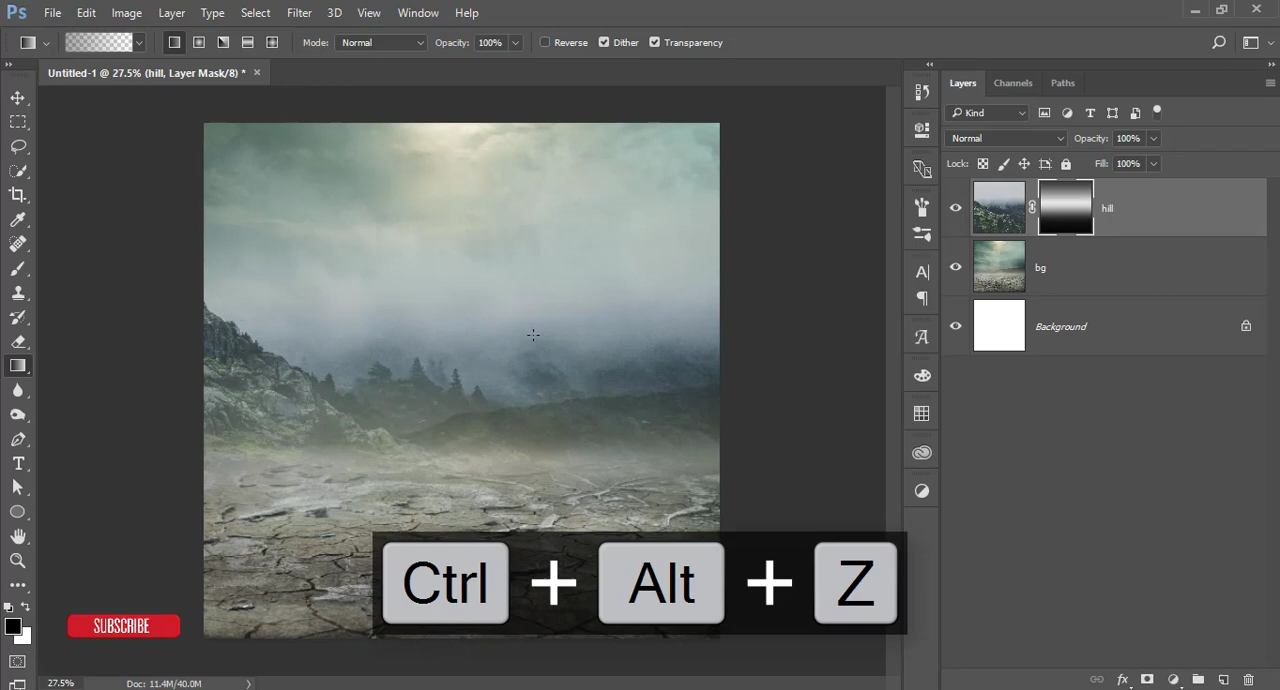 Ps File Edit Image Layer Type Select Filter 3D View Window Help
Mode: Normal Opacity: 100% Reverse Dither Transparency
Untitled-1 @ 27.5% (hill, Layer Mask/8) * ×
Layers Channels Paths
Kind
Normal Opacity: 100%
Lock: Fill: 100%
hill
bg
Background
Ctrl + Alt + Z
SUBSCRIBE
27.5% Doc: 11.4M/40.0M